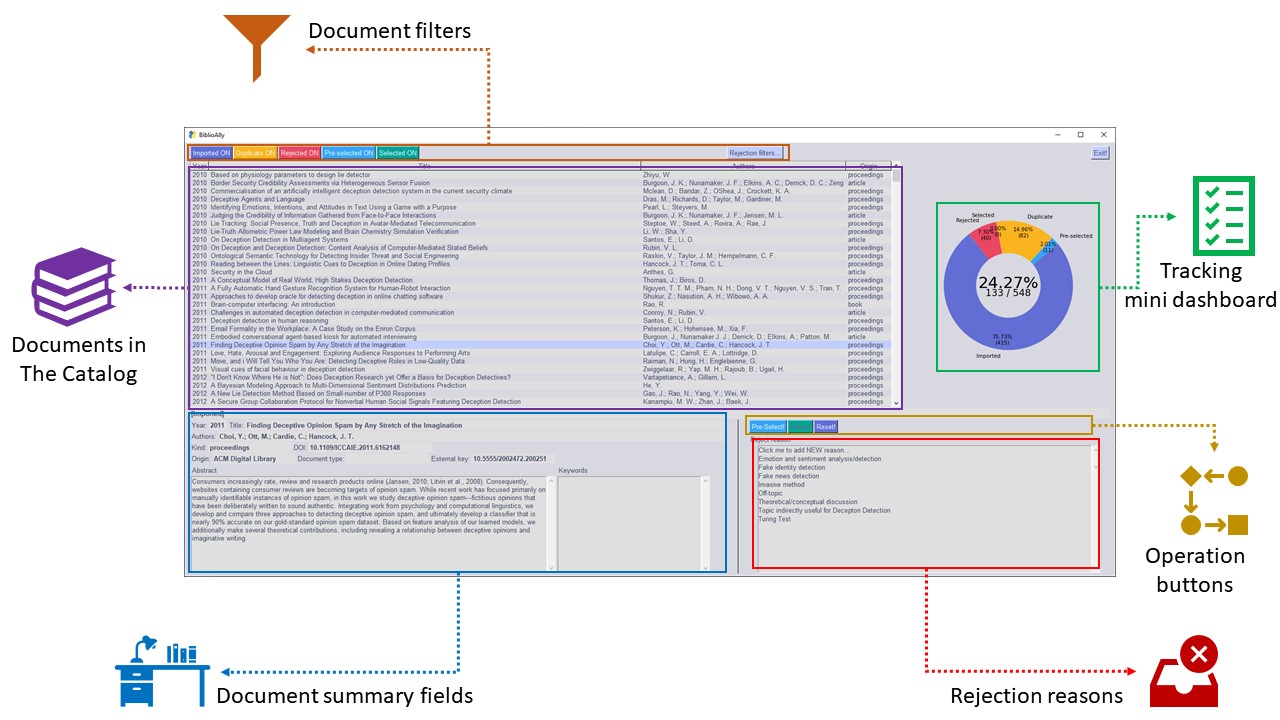 Document filters
BiblioAlly
Imported ON Duplicate ON Rejected ON Pre-selected ON Selected ON Rejection filters... Exit!
Year Title Authors Origin
2010 Based on physiology parameters to design lie detector Zhiyu, W. proceedings
2010 Border Security Credibility Assessments via Heterogeneous Sensor Fusion Burgoon, J. K.; Nunamaker, J. F.; Elkins, A. C.; Derrick, D. C.; Zeng article
2010 Commercialisation of an artificially intelligent deception detection system in the current security climate Mclean, D.; Bandar, Z.; OShea, J.; Crockett, K. A. proceedings
2010 Deceptive Agents and Language Dras, M.; Richards, D.; Taylor, M.; Gardiner, M. proceedings
2010 Identifying Emotions, Intentions, and Attitudes in Text Using a Game with a Purpose Pearl, L.; Steyvers, M. proceedings
2010 Judging the Credibility of Information Gathered from Face-to-Face Interactions Burgoon, J. K.; Nunamaker, J. F.; Jensen, M. L. article
2010 Lie Tracking: Social Presence, Truth and Deception in Avatar-Mediated Telecommunication Steptoe, W.; Steed, A.; Rovira, A.; Rae, J. proceedings
2010 Lie-Truth Allometric Power Law Modeling and Brain Chemistry Simulation Verification Li, W.; Sha, Y. proceedings
2010 On Deception Detection in Multiagent Systems Santos, E.; Li, D. article
2010 On Deception and Deception Detection: Content Analysis of Computer-Mediated Stated Beliefs Rubin, V. L. proceedings
2010 Ontological Semantic Technology for Detecting Insider Threat and Social Engineering Raskin, V.; Taylor, J. M.; Hempelmann, C. F. proceedings
2010 Reading between the Lines: Linguistic Cues to Deception in Online Dating Profiles Hancock, J. T.; Toma, C. L. proceedings
2010 Security in the Cloud Anthes, G. article
2011 A Conceptual Model of Real World, High Stakes Deception Detection Thomas, J.; Biros, D. proceedings
2011 A Fully Automatic Hand Gesture Recognition System for Human-Robot Interaction Nguyen, T. T. M.; Pham, N. H.; Dong, V. T.; Nguyen, V. S.; Tran, T. proceedings
2011 Approaches to develop oracle for detecting deception in online chatting software Shukur, Z.; Nasution, A. H.; Wibowo, A. A. proceedings
2011 Brain-computer interfacing: An introduction Rao, R. book
2011 Challenges in automated deception detection in computer-mediated communication Conroy, N.; Rubin, V. article
2011 Deception detection in human reasoning Santos, E.; Li, D. proceedings
2011 Email Formality in the Workplace: A Case Study on the Enron Corpus Peterson, K.; Hohensee, M.; Xia, F. proceedings
2011 Embodied conversational agent-based kiosk for automated interviewing Burgoon, J.; Nunamaker J. J.; Derrick, D. C.; Elkins, A.; Patton, M. article
2011 Finding Deceptive Opinion Spam by Any Stretch of the Imagination Choi, Y.; Ott, M.; Cardie, C.; Hancock, J. T. proceedings
2011 Love, Hate, Arousal and Engagement: Exploring Audience Responses to Performing Arts Latulipe, C.; Carroll, E. A.; Lottridge, D. proceedings
2011 Move, and i Will Tell You Who You Are: Detecting Deceptive Roles in Low-Quality Data Raiman, N.; Hung, H.; Englebienne, G. proceedings
2011 Visual cues of facial behaviour in deception detection Zwiggelaar, R.; Yap, M. H.; Rajoub, B.; Ugail, H. proceedings
2012 "I Don't Know Where He is Not": Does Deception Research yet Offer a Basis for Deception Detectives? Vartapetiance, A.; Gillam, L. proceedings
2012 A Bayesian Modeling Approach to Multi-Dimensional Sentiment Distributions Prediction He, Y. proceedings
2012 A New Lie Detection Method Based on Small-number of P300 Responses Gao, J.; Rao, N.; Yang, Y.; Wei, W. proceedings
2012 A Secure Group Collaboration Protocol for Nonverbal Human Social Signals Featuring Deception Detection Kanampu, M. W.; Zhan, J.; Baek, J. proceedings
Selected
Rejected
Duplicate
Pre-selected
7.30%
(40)
0.00%
(0)
14.96%
(82)
2.01%
(11)
24.27%
133 / 548
75.73%
(415)
Imported
Tracking
mini dashboard
Documents in
The Catalog
[Imported]
Year: 2011 Title: Finding Deceptive Opinion Spam by Any Stretch of the Imagination
Authors: Choi, Y.; Ott, M.; Cardie, C.; Hancock, J. T.
Kind: proceedings DOI: 10.1109/ICCAIE.2011.6162148
Origin: ACM Digital Library Document type: External key: 10.5555/2002472.200251
Abstract Keywords
Consumers increasingly rate, review and research products online (Jansen, 2010; Litvin et al., 2008). Consequently,
websites containing consumer reviews are becoming targets of opinion spam. While recent work has focused primarily on
manually identifiable instances of opinion spam, in this work we study deceptive opinion spam—fictitious opinions that
have been deliberately written to sound authentic. Integrating work from psychology and computational linguistics, we
develop and compare three approaches to detecting deceptive opinion spam, and ultimately develop a classifier that is
nearly 90% accurate on our gold-standard opinion spam dataset. Based on feature analysis of our learned models, we
additionally make several theoretical contributions, including revealing a relationship between deceptive opinions and
imaginative writing.
Pre-Select! Reset!
Reject reason
Click me to add NEW reason...
Emotion and sentiment analysis/detection
Fake identity detection
Fake news detection
Invasive method
Off-topic
Theoretical/conceptual discussion
Topic indirectly useful for Decepton Detection
Turing Test
Operation
buttons
Document summary fields
Rejection reasons